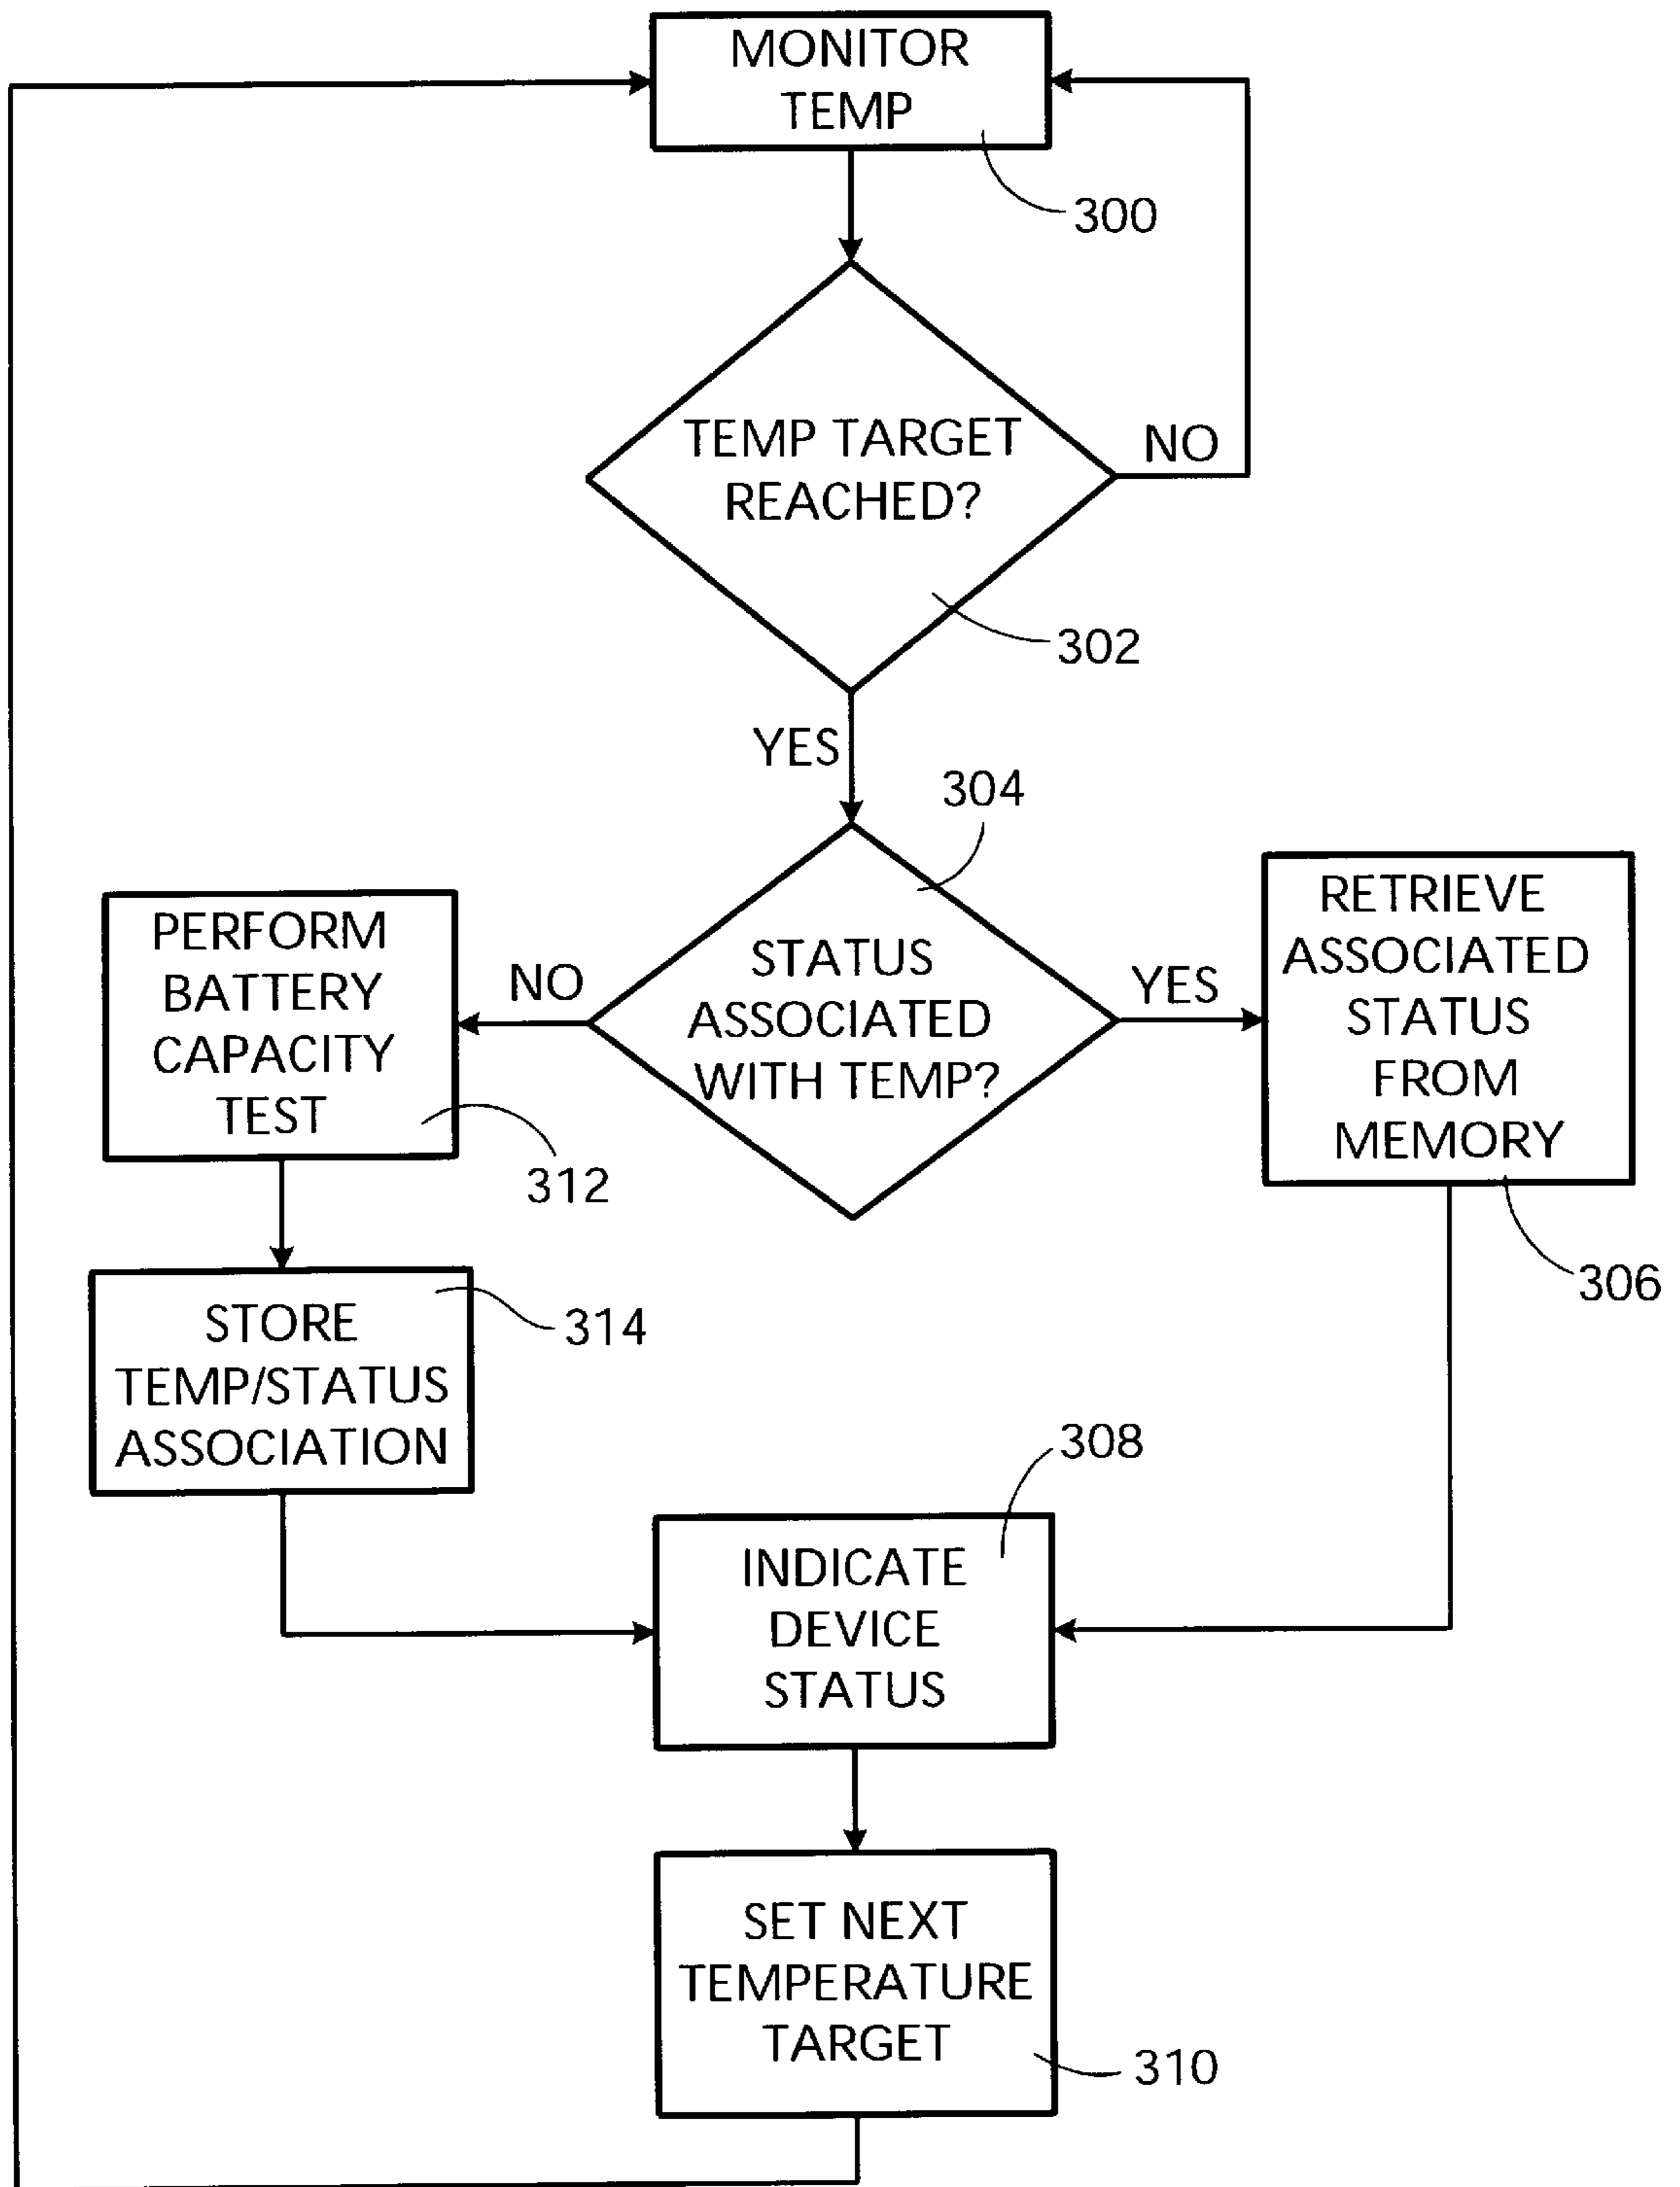 MONITOR
TEMP
300
TEMP TARGET
REACHED?
NO
302
YES
304
PERFORM
BATTERY
CAPACITY
TEST
312
NO
STATUS
ASSOCIATED
WITH TEMP?
YES
RETRIEVE
ASSOCIATED
STATUS
FROM
MEMORY
306
STORE
TEMP/STATUS
ASSOCIATION
314
308
INDICATE
DEVICE
STATUS
SET NEXT
TEMPERATURE
TARGET
310